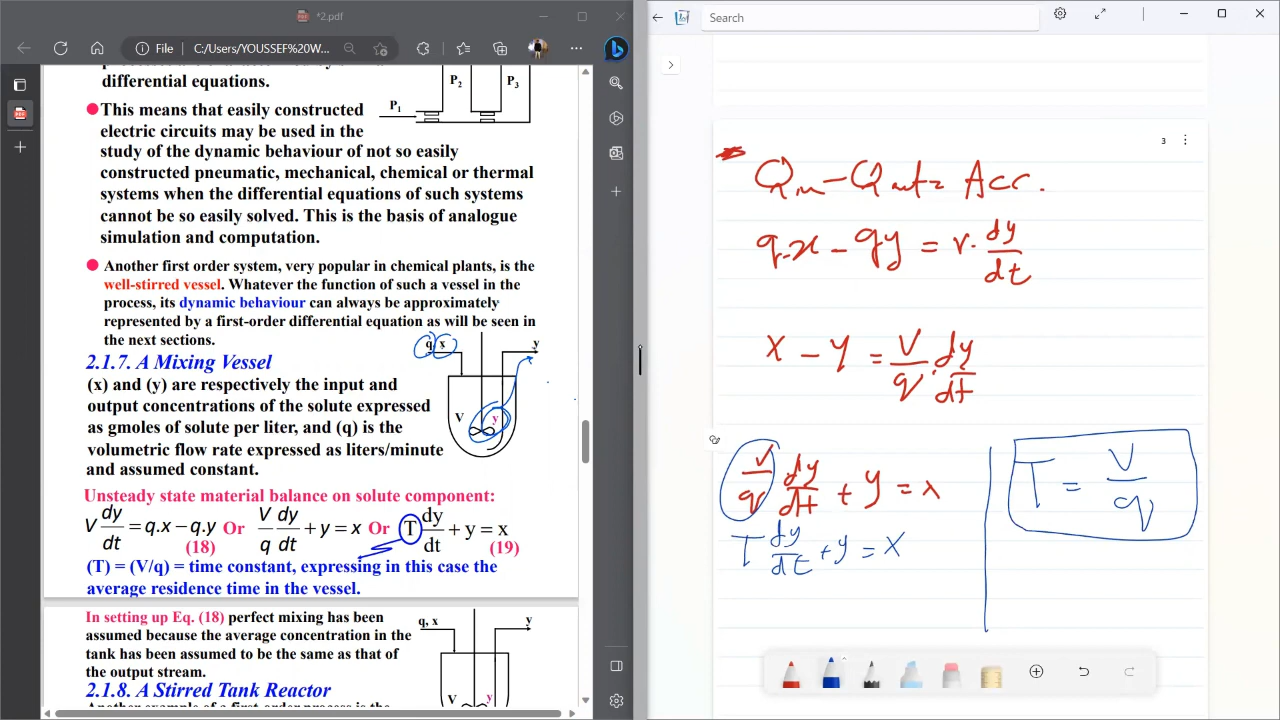 *2.pdf
File
C:/Users/YOUSSEF%20W...
Search
differential equations.
P2
P3
P1
This means that easily constructed
electric circuits may be used in the
study of the dynamic behaviour of not so easily
constructed pneumatic, mechanical, chemical or thermal
systems when the differential equations of such systems
cannot be so easily solved. This is the basis of analogue
simulation and computation.
Another first order system, very popular in chemical plants, is the
well-stirred vessel. Whatever the function of such a vessel in the
process, its dynamic behaviour can always be approximately
represented by a first-order differential equation as will be seen in
the next sections.
q, x
y
2.1.7. A Mixing Vessel
(x) and (y) are respectively the input and
output concentrations of the solute expressed
as gmoles of solute per liter, and (q) is the
volumetric flow rate expressed as liters/minute
and assumed constant.
V
y
Unsteady state material balance on solute component:
V dy/dt = q.x − q.y Or V/q dy/dt + y = x Or T dy/dt + y = x
(18) (19)
(T) = (V/q) = time constant, expressing in this case the
average residence time in the vessel.
In setting up Eq. (18) perfect mixing has been
assumed because the average concentration in the
tank has been assumed to be the same as that of
the output stream.
q, x
y
2.1.8. A Stirred Tank Reactor
V
y
3
Qin − Qout = Acc.
q.x − qy = V. dy/dt
x − y = V/q . dy/dt
V/q dy/dt + y = x
T dy/dt + y = x
T = V/q